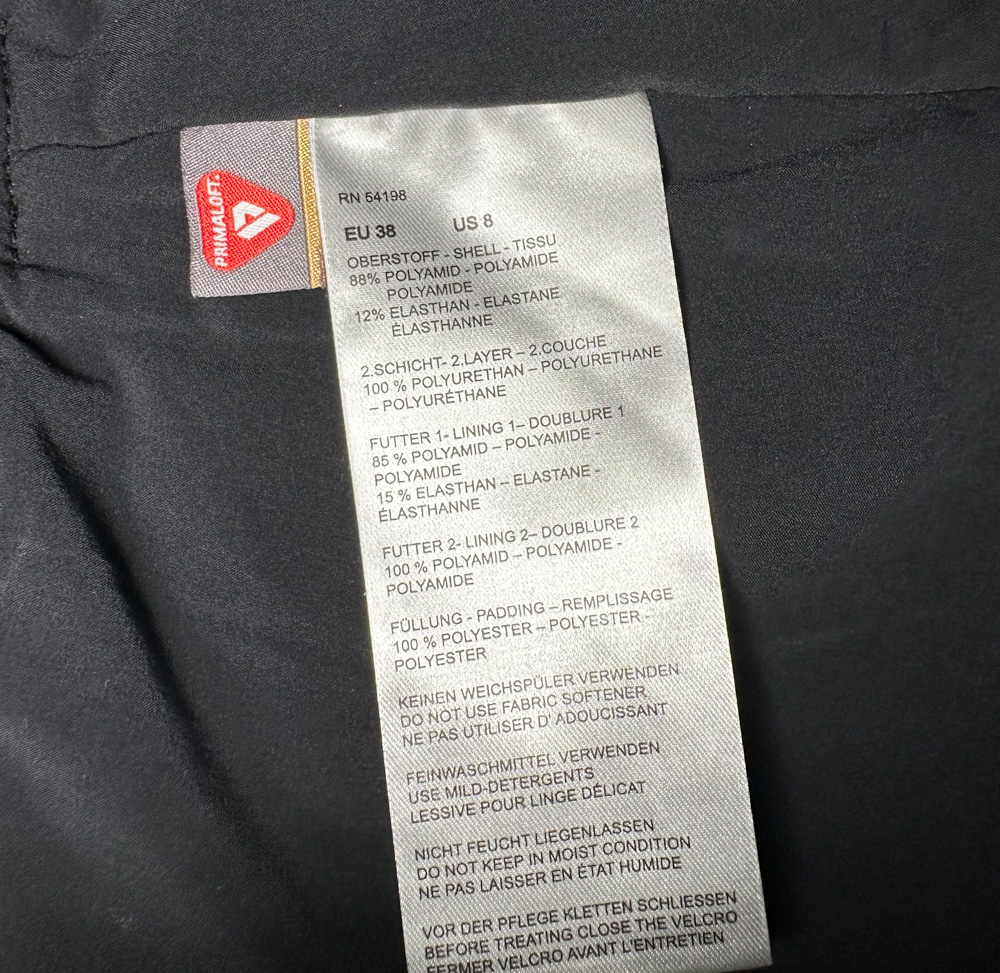 PRIMALOFT®
RN 54198
EU 38 US 8
OBERSTOFF - SHELL - TISSU
88% POLYAMID - POLYAMIDE
POLYAMIDE
12% ELASTHAN - ELASTANE
ÉLASTHANNE
2.SCHICHT- 2.LAYER – 2.COUCHE
100 % POLYURETHAN – POLYURETHANE
– POLYURÉTHANE
FUTTER 1- LINING 1– DOUBLURE 1
85 % POLYAMID – POLYAMIDE -
POLYAMIDE
15 % ELASTHAN – ELASTANE -
ÉLASTHANNE
FUTTER 2- LINING 2– DOUBLURE 2
100 % POLYAMID – POLYAMIDE -
POLYAMIDE
FÜLLUNG - PADDING – REMPLISSAGE
100 % POLYESTER – POLYESTER -
POLYESTER
KEINEN WEICHSPÜLER VERWENDEN
DO NOT USE FABRIC SOFTENER
NE PAS UTILISER D' ADOUCISSANT
FEINWASCHMITTEL VERWENDEN
USE MILD-DETERGENTS
LESSIVE POUR LINGE DÉLICAT
NICHT FEUCHT LIEGENLASSEN
DO NOT KEEP IN MOIST CONDITION
NE PAS LAISSER EN ÉTAT HUMIDE
VOR DER PFLEGE KLETTEN SCHLIESSEN
BEFORE TREATING CLOSE THE VELCRO
FERMER VELCRO AVANT L'ENTRETIEN